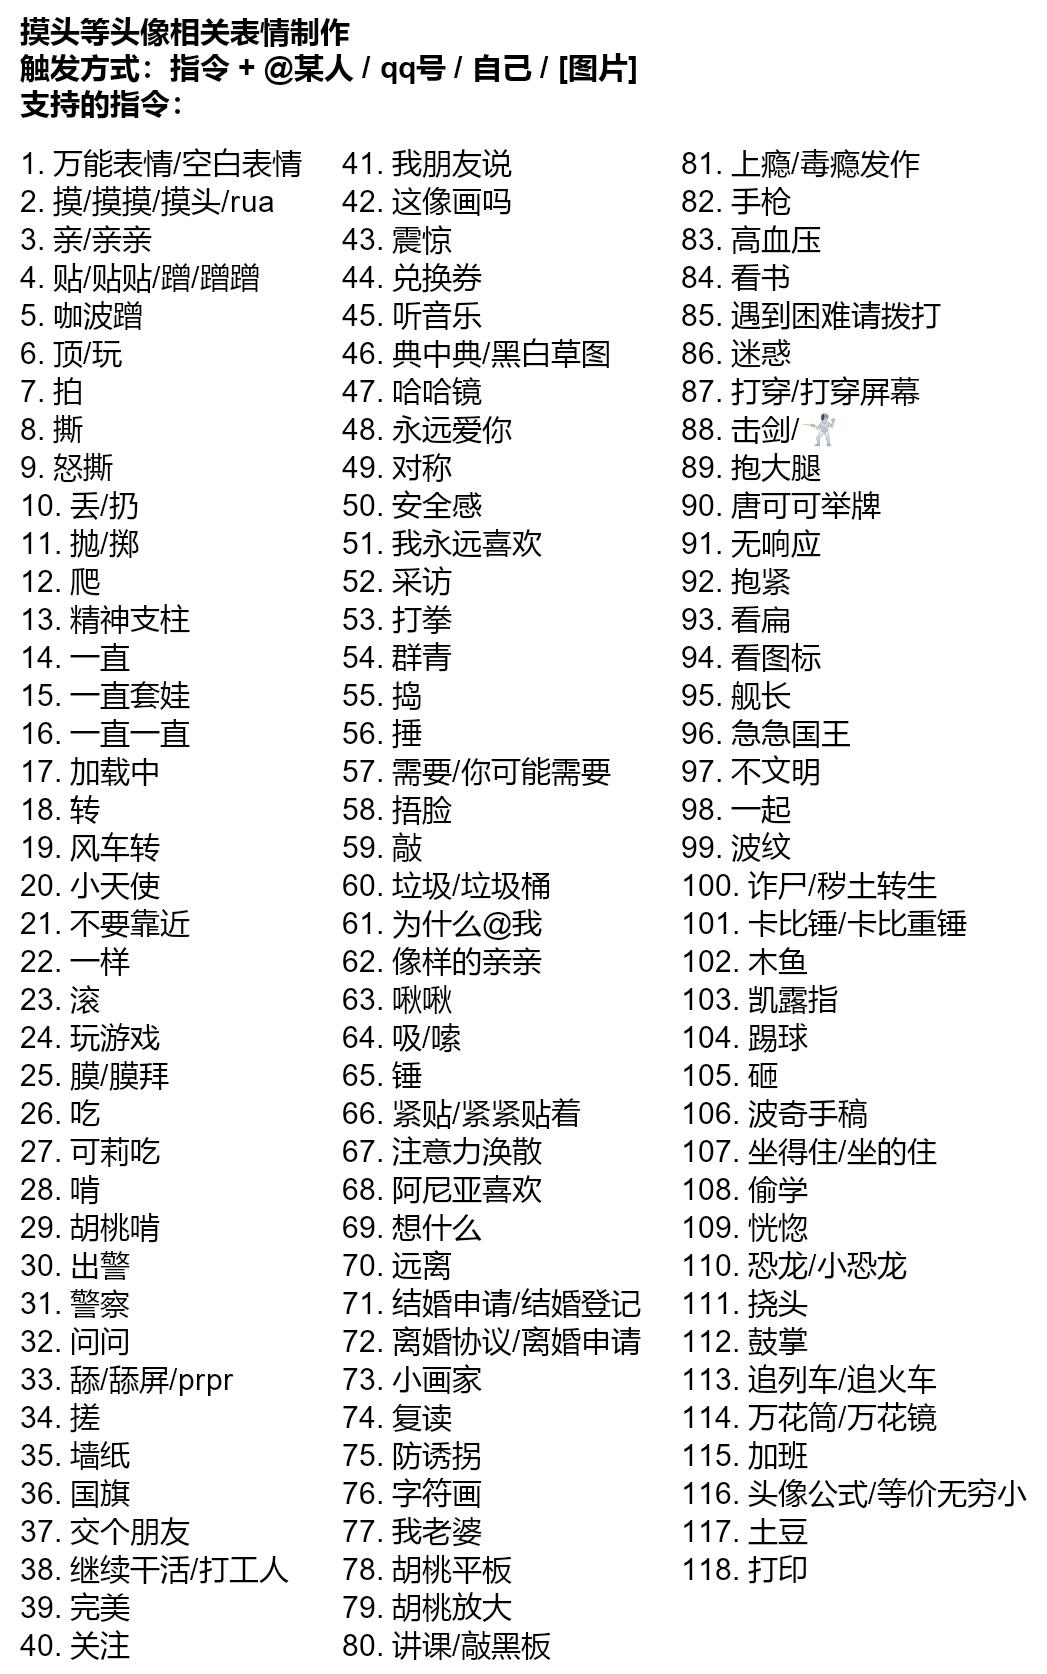 摸头等头像相关表情制作
触发方式：指令 + @某人 / qq号 / 自己 / [图片]
支持的指令：
1. 万能表情/空白表情
2. 摸/摸摸/摸头/rua
3. 亲/亲亲
4. 贴/贴贴/蹭/蹭蹭
5. 咖波蹭
6. 顶/玩
7. 拍
8. 撕
9. 怒撕
10. 丢/扔
11. 抛/掷
12. 爬
13. 精神支柱
14. 一直
15. 一直套娃
16. 一直一直
17. 加载中
18. 转
19. 风车转
20. 小天使
21. 不要靠近
22. 一样
23. 滚
24. 玩游戏
25. 膜/膜拜
26. 吃
27. 可莉吃
28. 啃
29. 胡桃啃
30. 出警
31. 警察
32. 问问
33. 舔/舔屏/prpr
34. 搓
35. 墙纸
36. 国旗
37. 交个朋友
38. 继续干活/打工人
39. 完美
40. 关注
41. 我朋友说
42. 这像画吗
43. 震惊
44. 兑换券
45. 听音乐
46. 典中典/黑白草图
47. 哈哈镜
48. 永远爱你
49. 对称
50. 安全感
51. 我永远喜欢
52. 采访
53. 打拳
54. 群青
55. 捣
56. 捶
57. 需要/你可能需要
58. 捂脸
59. 敲
60. 垃圾/垃圾桶
61. 为什么@我
62. 像样的亲亲
63. 啾啾
64. 吸/嗦
65. 锤
66. 紧贴/紧紧贴着
67. 注意力涣散
68. 阿尼亚喜欢
69. 想什么
70. 远离
71. 结婚申请/结婚登记
72. 离婚协议/离婚申请
73. 小画家
74. 复读
75. 防诱拐
76. 字符画
77. 我老婆
78. 胡桃平板
79. 胡桃放大
80. 讲课/敲黑板
81. 上瘾/毒瘾发作
82. 手枪
83. 高血压
84. 看书
85. 遇到困难请拨打
86. 迷惑
87. 打穿/打穿屏幕
88. 击剑/🤺
89. 抱大腿
90. 唐可可举牌
91. 无响应
92. 抱紧
93. 看扁
94. 看图标
95. 舰长
96. 急急国王
97. 不文明
98. 一起
99. 波纹
100. 诈尸/秽土转生
101. 卡比锤/卡比重锤
102. 木鱼
103. 凯露指
104. 踢球
105. 砸
106. 波奇手稿
107. 坐得住/坐的住
108. 偷学
109. 恍惚
110. 恐龙/小恐龙
111. 挠头
112. 鼓掌
113. 追列车/追火车
114. 万花筒/万花镜
115. 加班
116. 头像公式/等价无穷小
117. 土豆
118. 打印